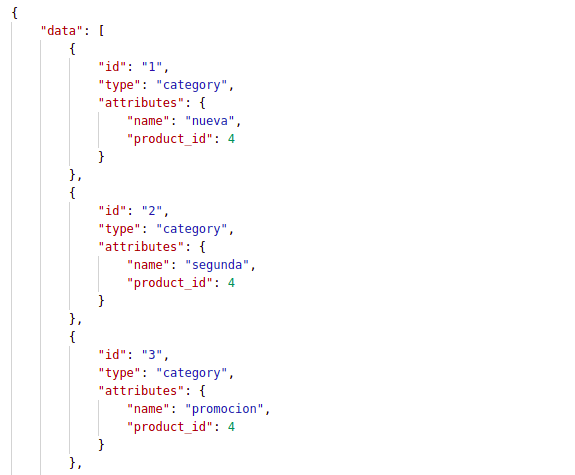 {
    "data": [
        {
            "id": "1",
            "type": "category",
            "attributes": {
                "name": "nueva",
                "product_id": 4
            }
        },
        {
            "id": "2",
            "type": "category",
            "attributes": {
                "name": "segunda",
                "product_id": 4
            }
        },
        {
            "id": "3",
            "type": "category",
            "attributes": {
                "name": "promocion",
                "product_id": 4
            }
        },